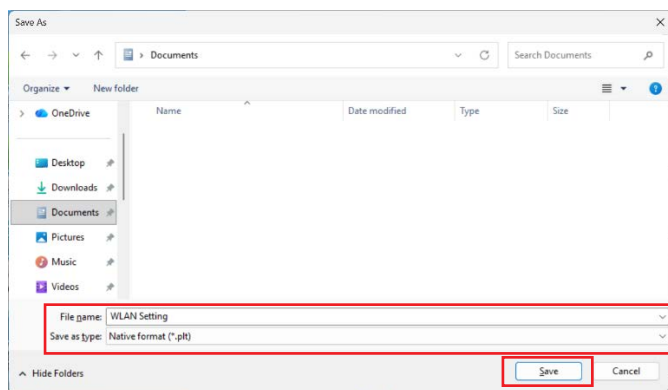 Save As
Documents
Search Documents
Organize
New folder
OneDrive
Name
Date modified
Type
Size
Desktop
Downloads
Documents
Pictures
Music
Videos
File name: WLAN Setting
Save as type: Native format (*.plt)
Hide Folders
Save
Cancel